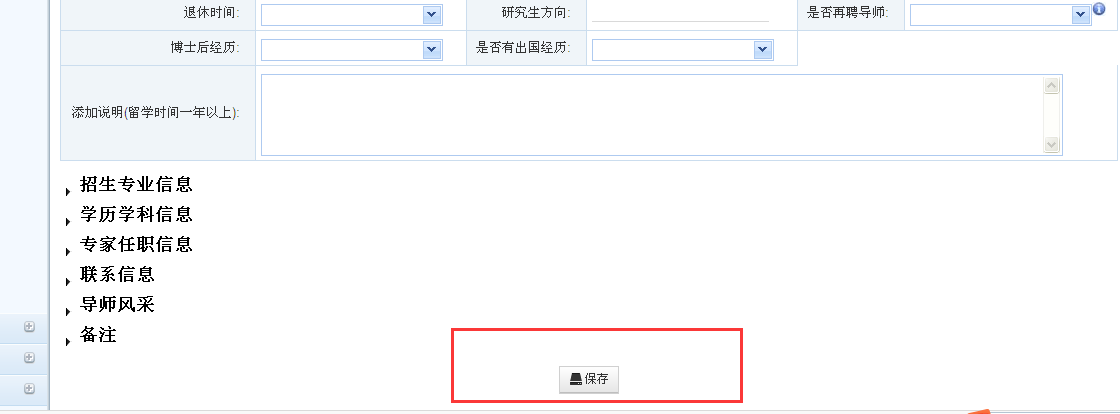 退休时间: 研究生方向: 是否再聘导师:
博士后经历: 是否有出国经历:
添加说明(留学时间一年以上):
招生专业信息
学历学科信息
专家任职信息
联系信息
导师风采
备注
保存